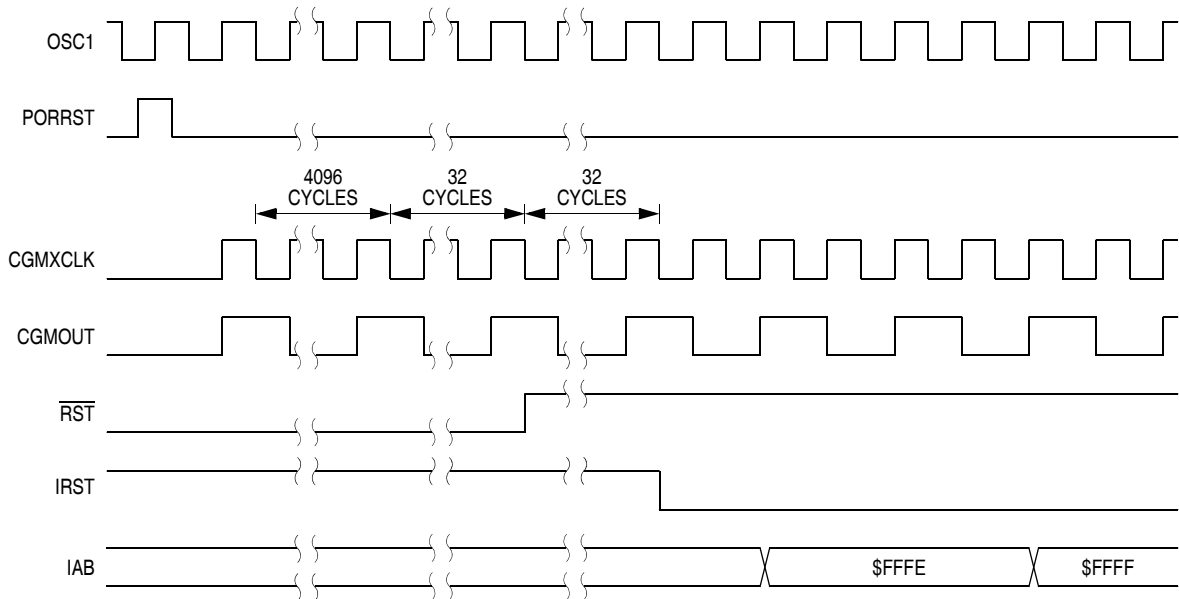 OSC1
PORRST
4096
CYCLES
32
CYCLES
32
CYCLES
CGMXCLK
CGMOUT
RST
IRST
IAB
$FFFE
$FFFF